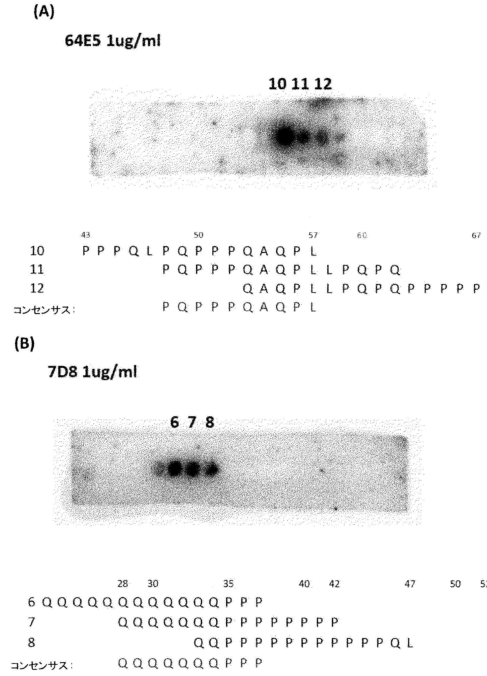 (A)
64E5 1ug/ml
10 11 12
43 50 57 60 67
10 P P P Q L P Q P P P Q A Q P L
11 P Q P P P Q A Q P L L P Q P Q
12 Q A Q P L L P Q P Q P P P P P
コンセンサス: P Q P P P Q A Q P L
(B)
7D8 1ug/ml
6 7 8
28 30 35 40 42 47 50
6 Q Q Q Q Q Q Q Q Q Q Q Q P P P
7 Q Q Q Q Q Q Q P P P P P P P P
8 Q Q P P P P P P P P P P P Q L
コンセンサス: Q Q Q Q Q Q Q P P P